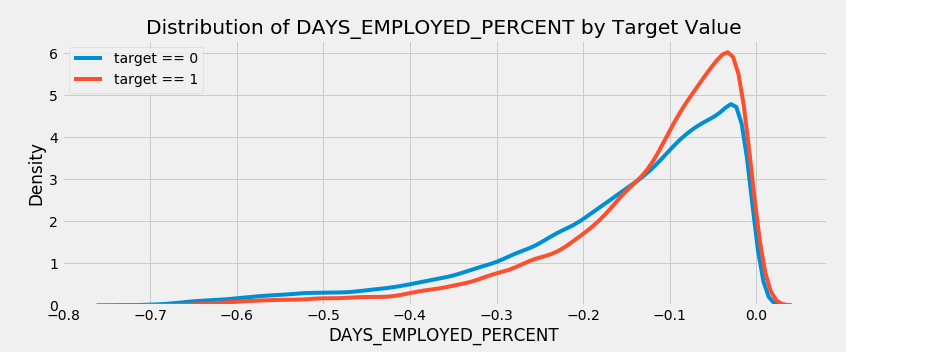 Distribution of DAYS_EMPLOYED_PERCENT by Target Value
target == 0
target == 1
Density
6
5
4
3
2
1
0
−0.8 −0.7 −0.6 −0.5 −0.4 −0.3 −0.2 −0.1 0.0
DAYS_EMPLOYED_PERCENT